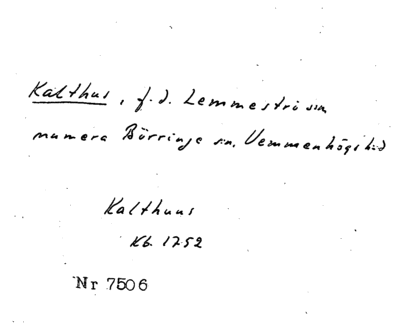 Kalthus, f.d. Lemmeströ sn
numera Börringe sn, Vemmenhögs hd
Kalthuus
Kb. 1752
Nr 7506